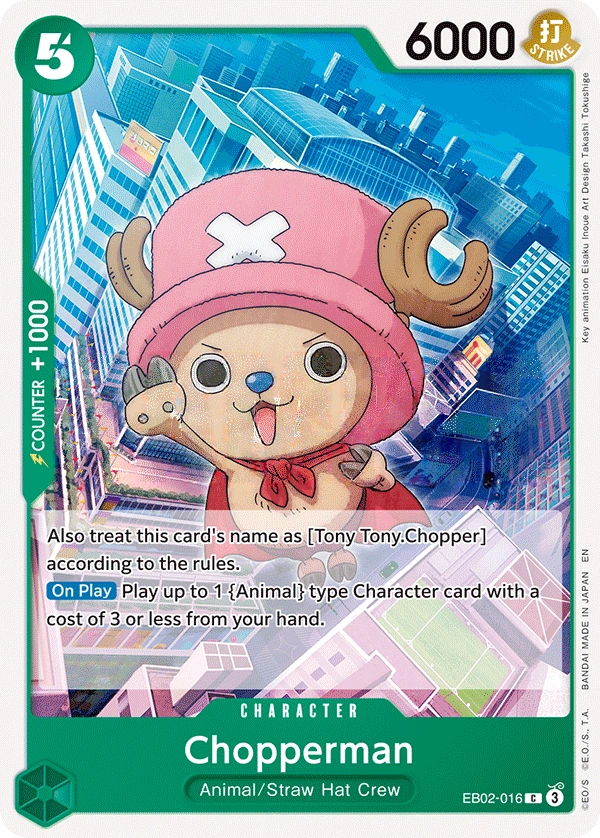 5
6000
打
STRIKE
Key animation Eisaku Inoue Art Design Takashi Tokushige
COUNTER +1000
Also treat this card's name as [Tony Tony.Chopper]
according to the rules.
On Play Play up to 1 {Animal} type Character card with a
cost of 3 or less from your hand.
©EO/S ©E.O./S., T.A. BANDAI MADE IN JAPAN EN
CHARACTER
Chopperman
Animal/Straw Hat Crew
EB02-016 C 3